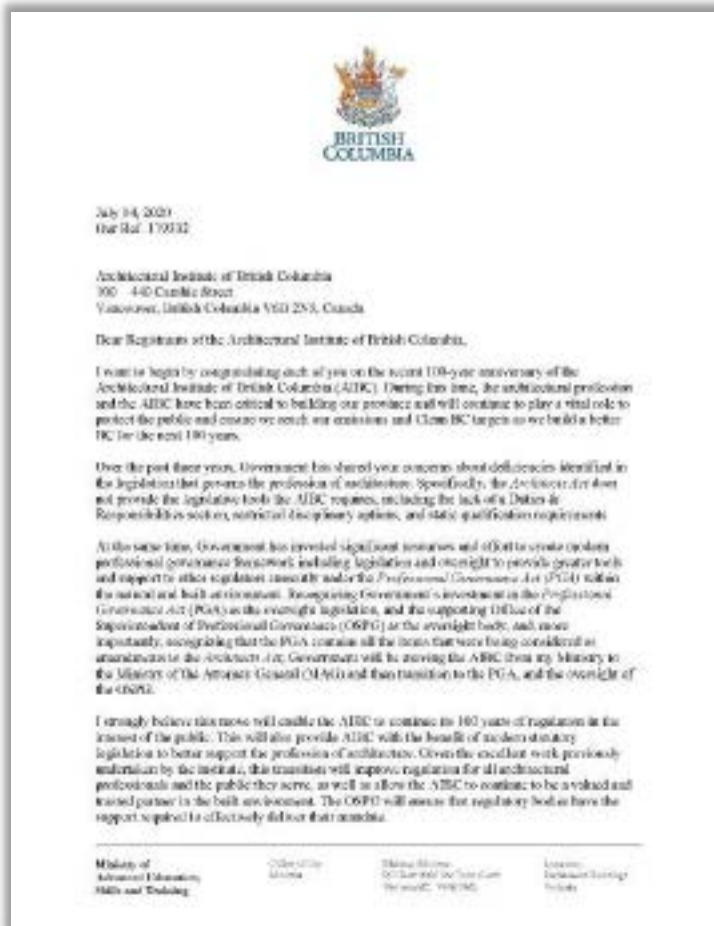 BRITISH
COLUMBIA
July 14, 2020
Our Ref. 119332
Architectural Institute of British Columbia
100 – 440 Cambie Street
Vancouver, British Columbia V6B 2N5, Canada
Dear Registrants of the Architectural Institute of British Columbia,
I want to begin by congratulating each of you on the recent 100-year anniversary of the
Architectural Institute of British Columbia (AIBC). During this time, the architectural profession
and the AIBC have been critical to building our province and will continue to play a vital role to
protect the public and ensure we reach our emissions and Clean BC targets as we build a better
BC for the next 100 years.
Over the past three years, Government has shared your concerns about deficiencies identified in
the legislation that governs the profession of architecture. Specifically, the Architects Act does
not provide the legislative tools the AIBC requires, including the lack of a Duties &
Responsibilities section, restricted disciplinary options, and static qualification requirements
At the same time, Government has invested significant resources and effort to create modern
professional governance framework including legislation and oversight to provide greater tools
and support to other regulators currently under the Professional Governance Act (PGA) within
the natural and built environment. Recognizing Government's investment in the Professional
Governance Act (PGA) as the oversight legislation, and the supporting Office of the
Superintendent of Professional Governance (OSPG) as the oversight body, and, more
importantly, recognizing that the PGA contains all the items that were being considered as
amendments to the Architects Act, Government will be moving the AIBC from my Ministry to
the Ministry of the Attorney General (MAG) and then transition to the PGA, and the oversight of
the OSPG.
I strongly believe this move will enable the AIBC to continue its 100 years of regulation in the
interest of the public. This will also provide AIBC with the benefit of modern statutory
legislation to better support the profession of architecture. Given the excellent work previously
undertaken by the institute, this transition will improve regulation for all architectural
professionals and the public they serve, as well as allow the AIBC to continue to be a valued and
trusted partner in the built environment. The OSPG will ensure that regulatory bodies have the
support required to effectively deliver their mandate.
Ministry of
Advanced Education,
Skills and Training
Office of the
Minister
Mailing Address:
Location:
Parliament Buildings
Victoria